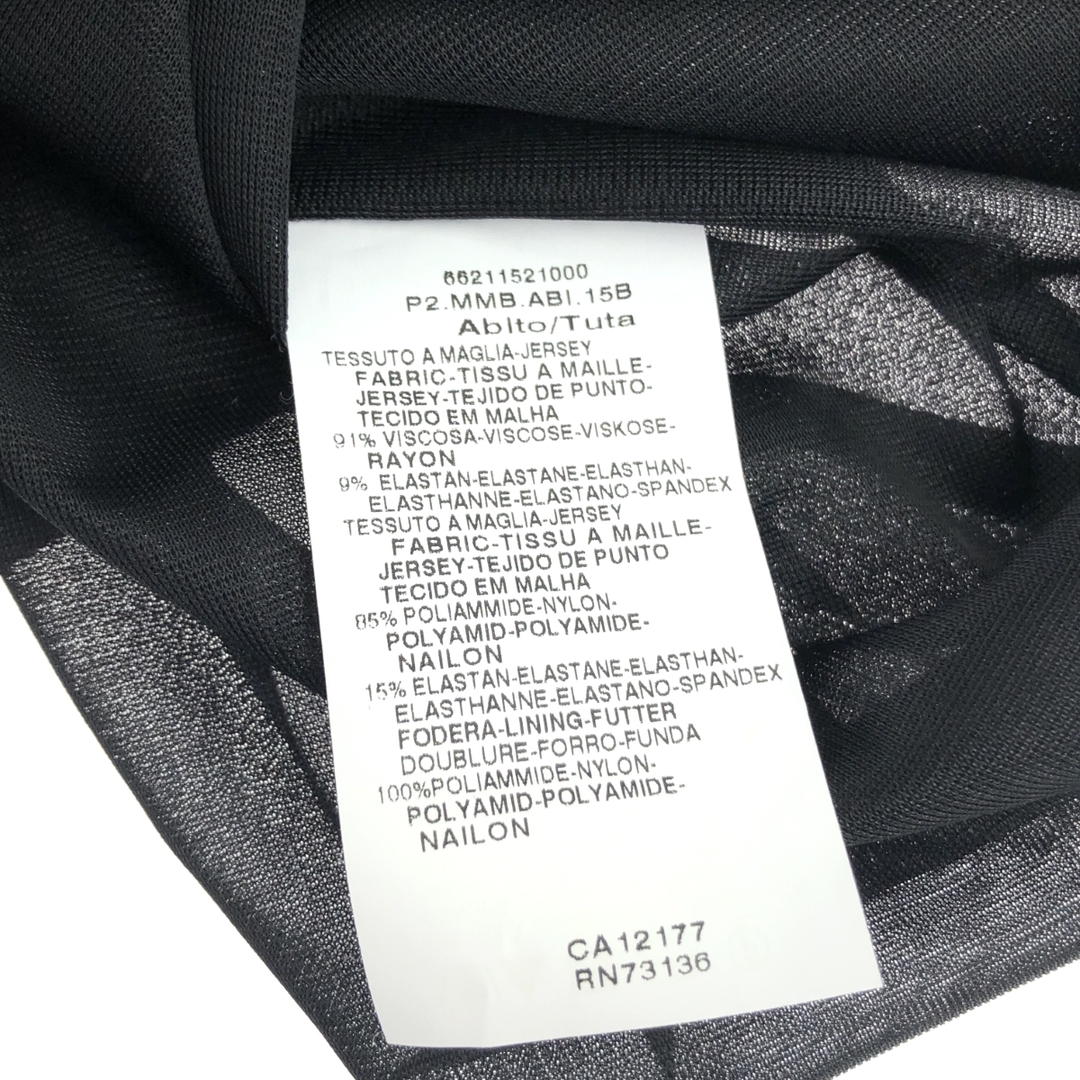 66211521000
P2.MMB.ABI.15B
Abito/Tuta
TESSUTO A MAGLIA-JERSEY
FABRIC-TISSU A MAILLE-
JERSEY-TEJIDO DE PUNTO-
TECIDO EM MALHA
91% VISCOSA-VISCOSE-VISKOSE-
RAYON
9% ELASTAN-ELASTANE-ELASTHAN-
ELASTHANNE-ELASTANO-SPANDEX
TESSUTO A MAGLIA-JERSEY
FABRIC-TISSU A MAILLE-
JERSEY-TEJIDO DE PUNTO
TECIDO EM MALHA
85% POLIAMMIDE-NYLON-
POLYAMID-POLYAMIDE-
NAILON
15% ELASTAN-ELASTANE-ELASTHAN-
ELASTHANNE-ELASTANO-SPANDEX
FODERA-LINING-FUTTER
DOUBLURE-FORRO-FUNDA
100%POLIAMMIDE-NYLON-
POLYAMID-POLYAMIDE-
NAILON
CA12177
RN73136